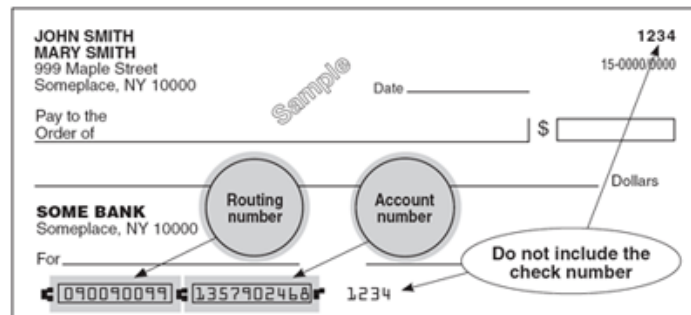 JOHN SMITH
MARY SMITH
999 Maple Street
Someplace, NY 10000
1234
15-0000/0000
Sample
Date
Pay to the
Order of
$
Dollars
Routing
number
Account
number
SOME BANK
Someplace, NY 10000
For
Do not include the
check number
090090099 1357902468 1234